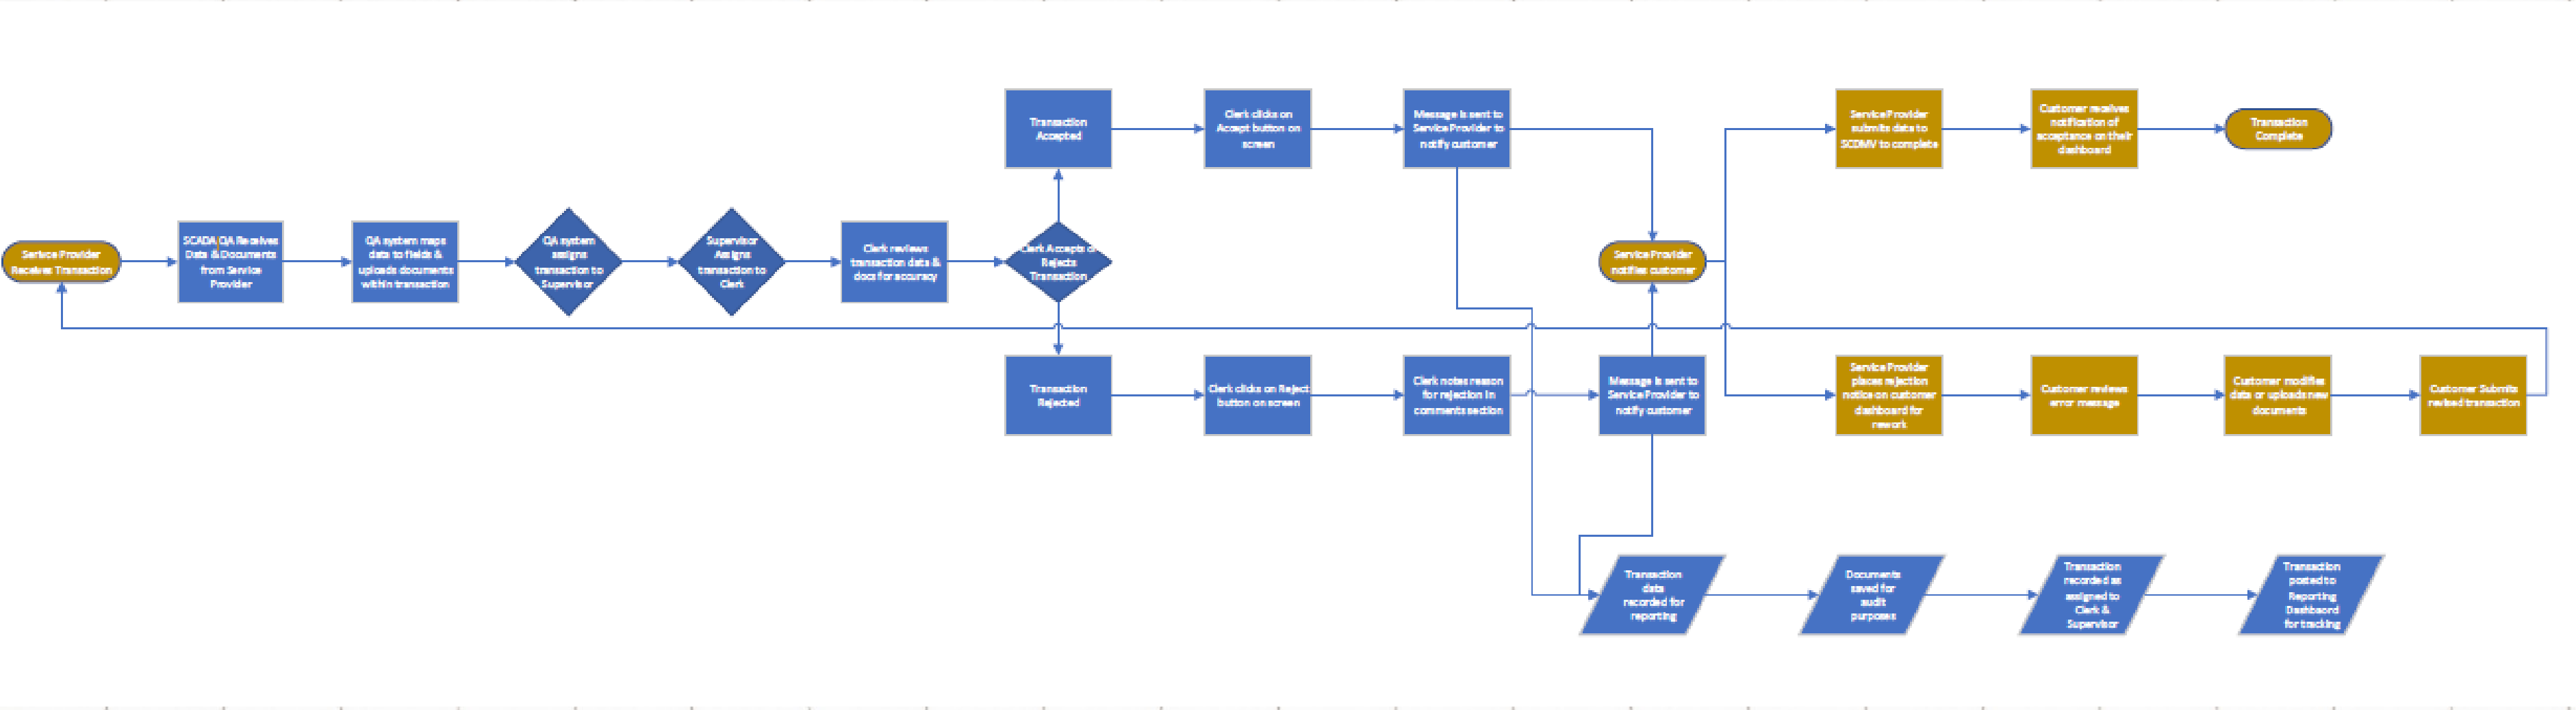 Transaction
Accepted
Clerk clicks on
Accept button on
screen
Message is sent to
Service Provider to
notify customer
Service Provider
submits data to
SCDMV to complete
Customer receives
notification of
acceptance on their
dashboard
Transaction
Complete
Serivce Provider
Receives Transaction
SCADA QA Receives
Data & Documents
from Service
Provider
QA system maps
data to fields &
uploads documents
within transaction
QA system
assigns
transaction to
Supervisor
Supervisor
Assigns
transaction to
Clerk
Clerk reviews
transaction data &
docs for accuracy
Clerk Accepts or
Rejects
Transaction
Service Provider
notifies customer
Transaction
Rejected
Clerk clicks on Reject
button on screen
Clerk notes reason
for rejection in
comments section
Message is sent to
Service Provider to
notify customer
Service Provider
places rejection
notice on customer
dashboard for
rework
Customer reviews
error message
Customer modifies
data or uploads new
documents
Customer Submits
revised transaction
Transaction
data
recorded for
reporting
Documents
saved for
audit
purposes
Transaction
recorded as
assigned to
Clerk &
Supervisor
Transaction
posted to
Reporting
Dashboard
for tracking